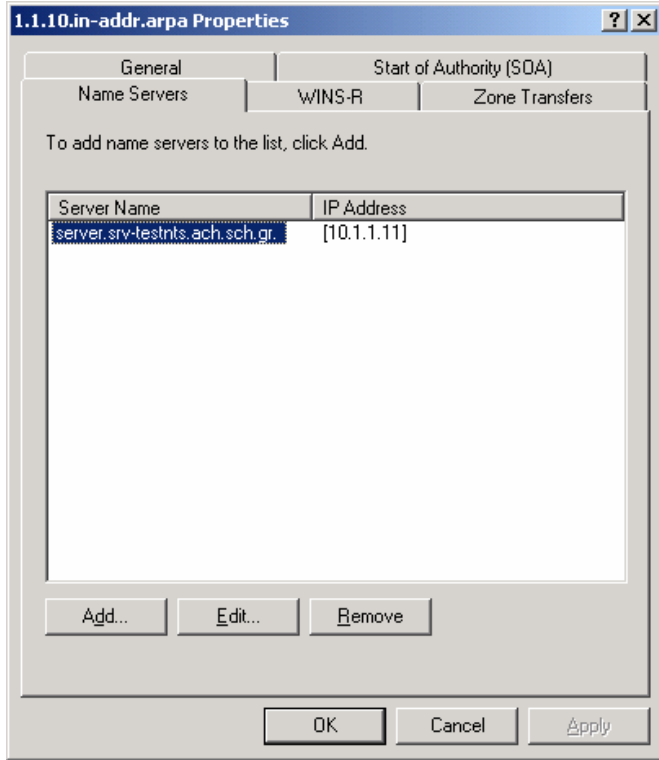 1.1.10.in-addr.arpa Properties
General Start of Authority (SOA)
Name Servers WINS-R Zone Transfers
To add name servers to the list, click Add.
Server Name IP Address
server.srv-testnts.ach.sch.gr. [10.1.1.11]
Add... Edit... Remove
OK Cancel Apply